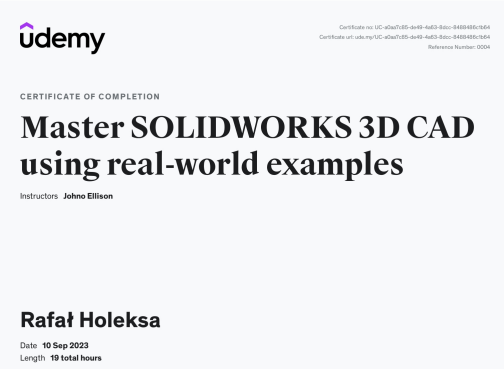 udemy
Certificate no: UC-a0aa7c85-de49-4a63-8dcc-8488486c1b64
Certificate url: ude.my/UC-a0aa7c85-de49-4a63-8dcc-8488486c1b64
Reference Number: 0004
CERTIFICATE OF COMPLETION
Master SOLIDWORKS 3D CAD
using real-world examples
Instructors Johno Ellison
Rafał Holeksa
Date 10 Sep 2023
Length 19 total hours